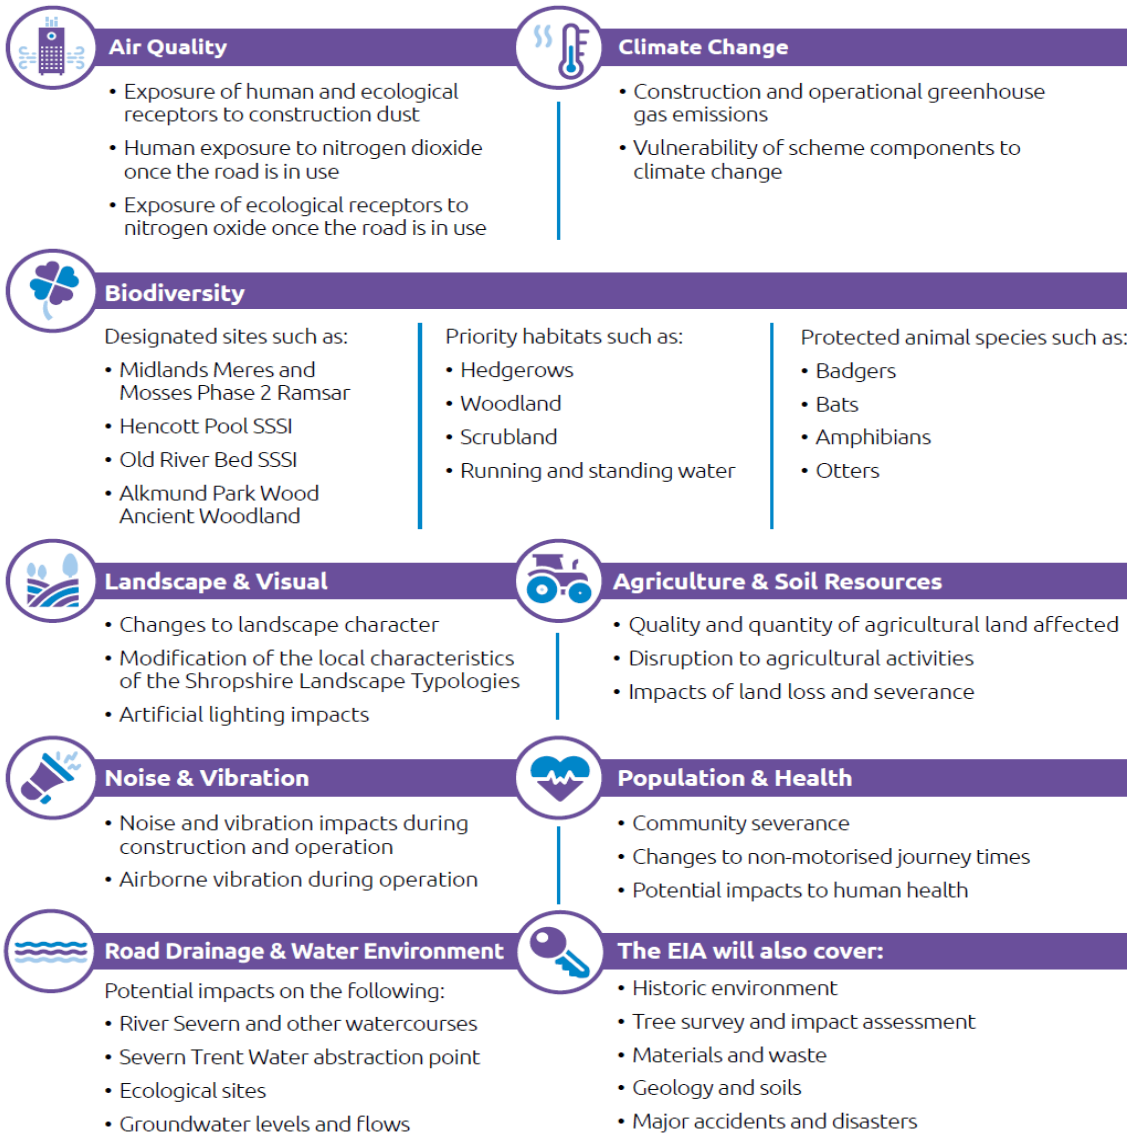 Air Quality
• Exposure of human and ecological
receptors to construction dust
• Human exposure to nitrogen dioxide
once the road is in use
• Exposure of ecological receptors to
nitrogen oxide once the road is in use
Climate Change
• Construction and operational greenhouse
gas emissions
• Vulnerability of scheme components to
climate change
Biodiversity
Designated sites such as:
• Midlands Meres and
Mosses Phase 2 Ramsar
• Hencott Pool SSSI
• Old River Bed SSSI
• Alkmund Park Wood
Ancient Woodland
Priority habitats such as:
• Hedgerows
• Woodland
• Scrubland
• Running and standing water
Protected animal species such as:
• Badgers
• Bats
• Amphibians
• Otters
Landscape & Visual
• Changes to landscape character
• Modification of the local characteristics
of the Shropshire Landscape Typologies
• Artificial lighting impacts
Agriculture & Soil Resources
• Quality and quantity of agricultural land affected
• Disruption to agricultural activities
• Impacts of land loss and severance
Noise & Vibration
• Noise and vibration impacts during
construction and operation
• Airborne vibration during operation
Population & Health
• Community severance
• Changes to non-motorised journey times
• Potential impacts to human health
Road Drainage & Water Environment
Potential impacts on the following:
• River Severn and other watercourses
• Severn Trent Water abstraction point
• Ecological sites
• Groundwater levels and flows
The EIA will also cover:
• Historic environment
• Tree survey and impact assessment
• Materials and waste
• Geology and soils
• Major accidents and disasters